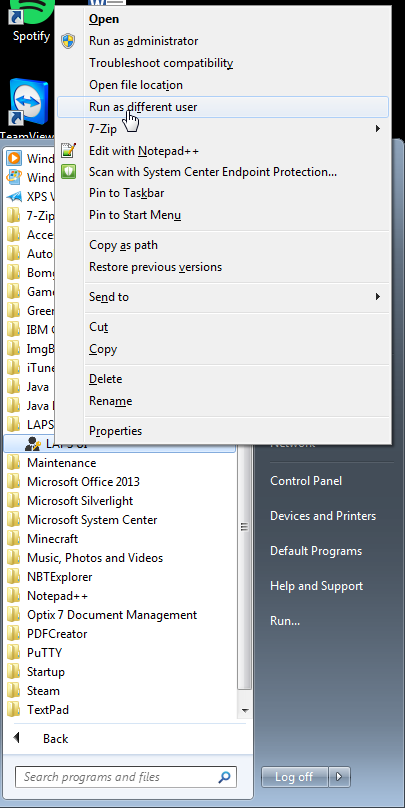 Spotify
TeamView
Open
Run as administrator
Troubleshoot compatibility
Open file location
Run as different user
7-Zip
Edit with Notepad++
Scan with System Center Endpoint Protection...
Pin to Taskbar
Pin to Start Menu
Copy as path
Restore previous versions
Send to
Cut
Copy
Delete
Rename
Properties
Wind
Wind
XPS V
7-Zip
Acce
Auto
Bomg
Game
Green
IBM
ImgB
iTune
Java
Java
LAPS
LAPS UI
Maintenance
Microsoft Office 2013
Microsoft Silverlight
Microsoft System Center
Minecraft
Music, Photos and Videos
NBTExplorer
Notepad++
Optix 7 Document Management
PDFCreator
PuTTY
Startup
Steam
TextPad
Back
Search programs and files
Network
Control Panel
Devices and Printers
Default Programs
Help and Support
Run...
Log off